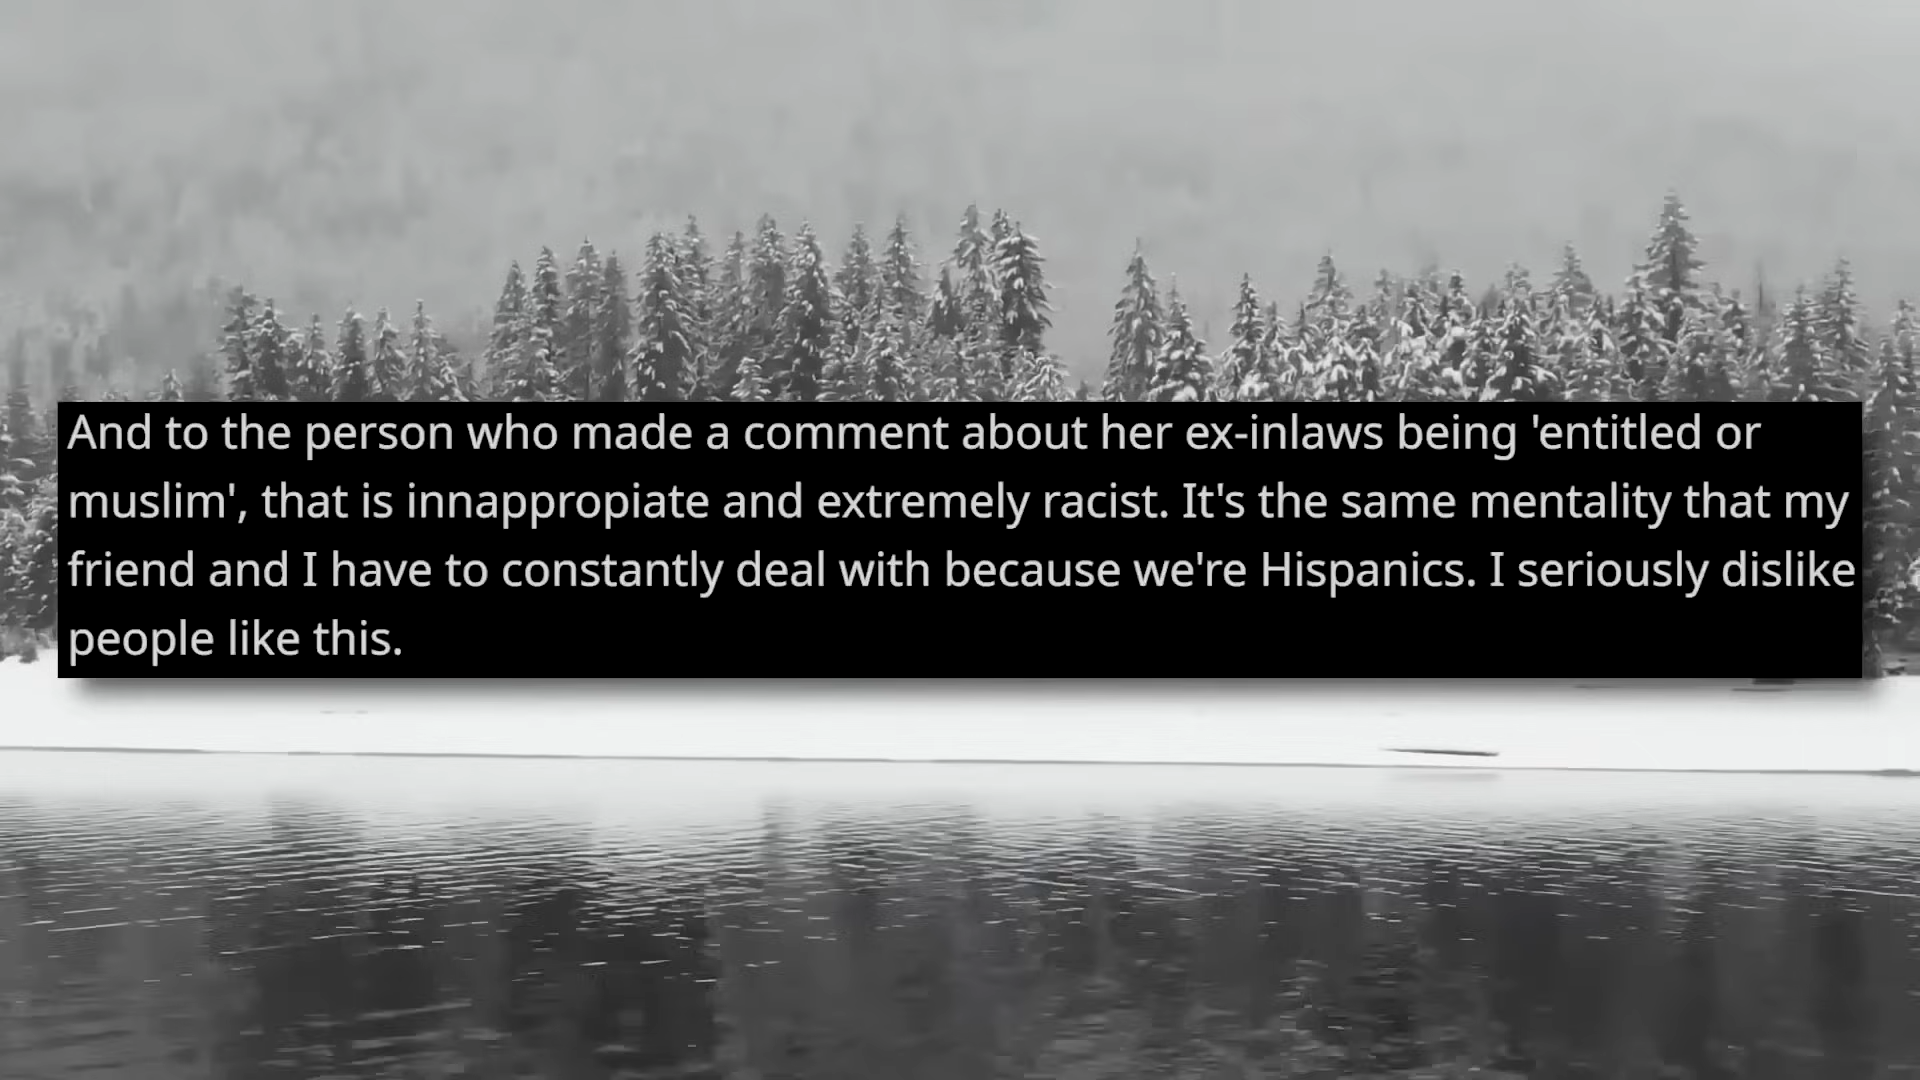 And to the person who made a comment about her ex-inlaws being 'entitled or
muslim', that is innappropiate and extremely racist. It's the same mentality that my
friend and I have to constantly deal with because we're Hispanics. I seriously dislike
people like this.